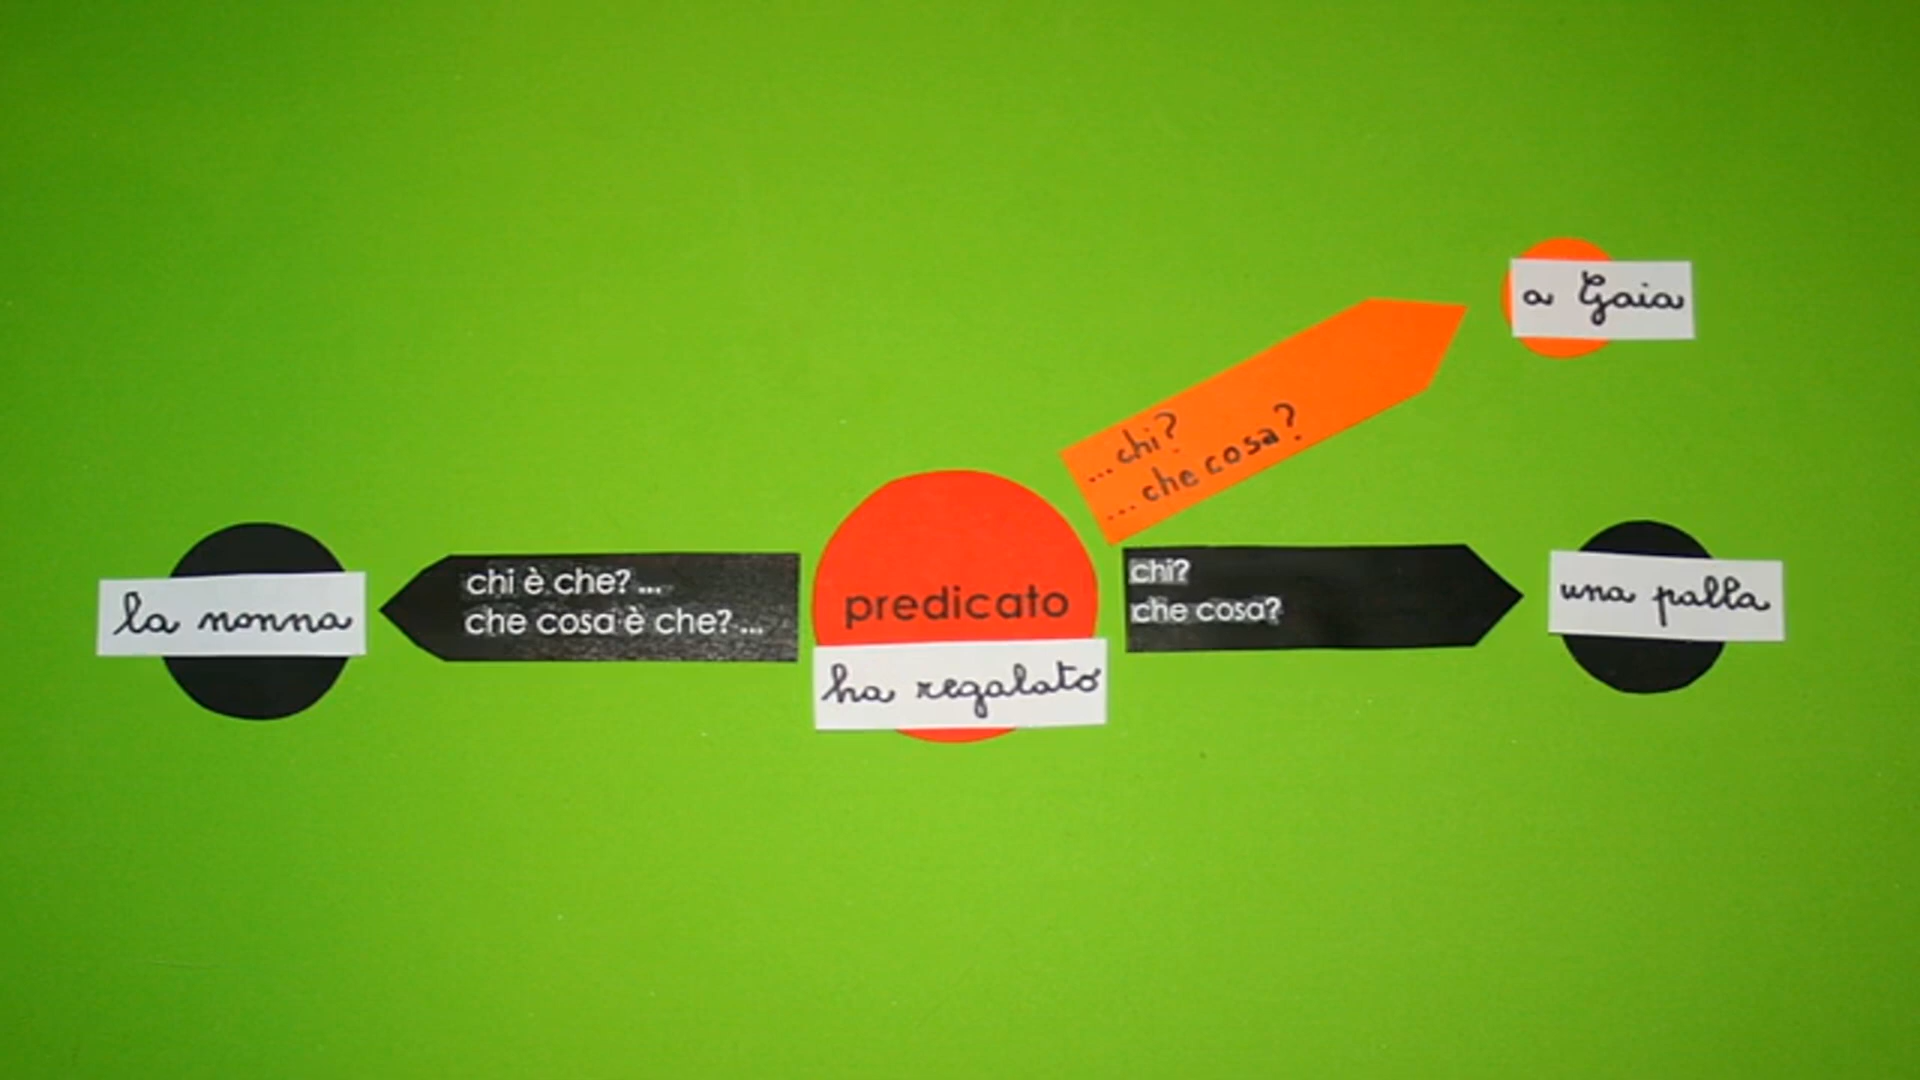 a Gaia
...chi?
... che cosa?
la nonna
chi è che? ...
che cosa è che? ...
predicato
ha regalato
chi?
che cosa?
una palla